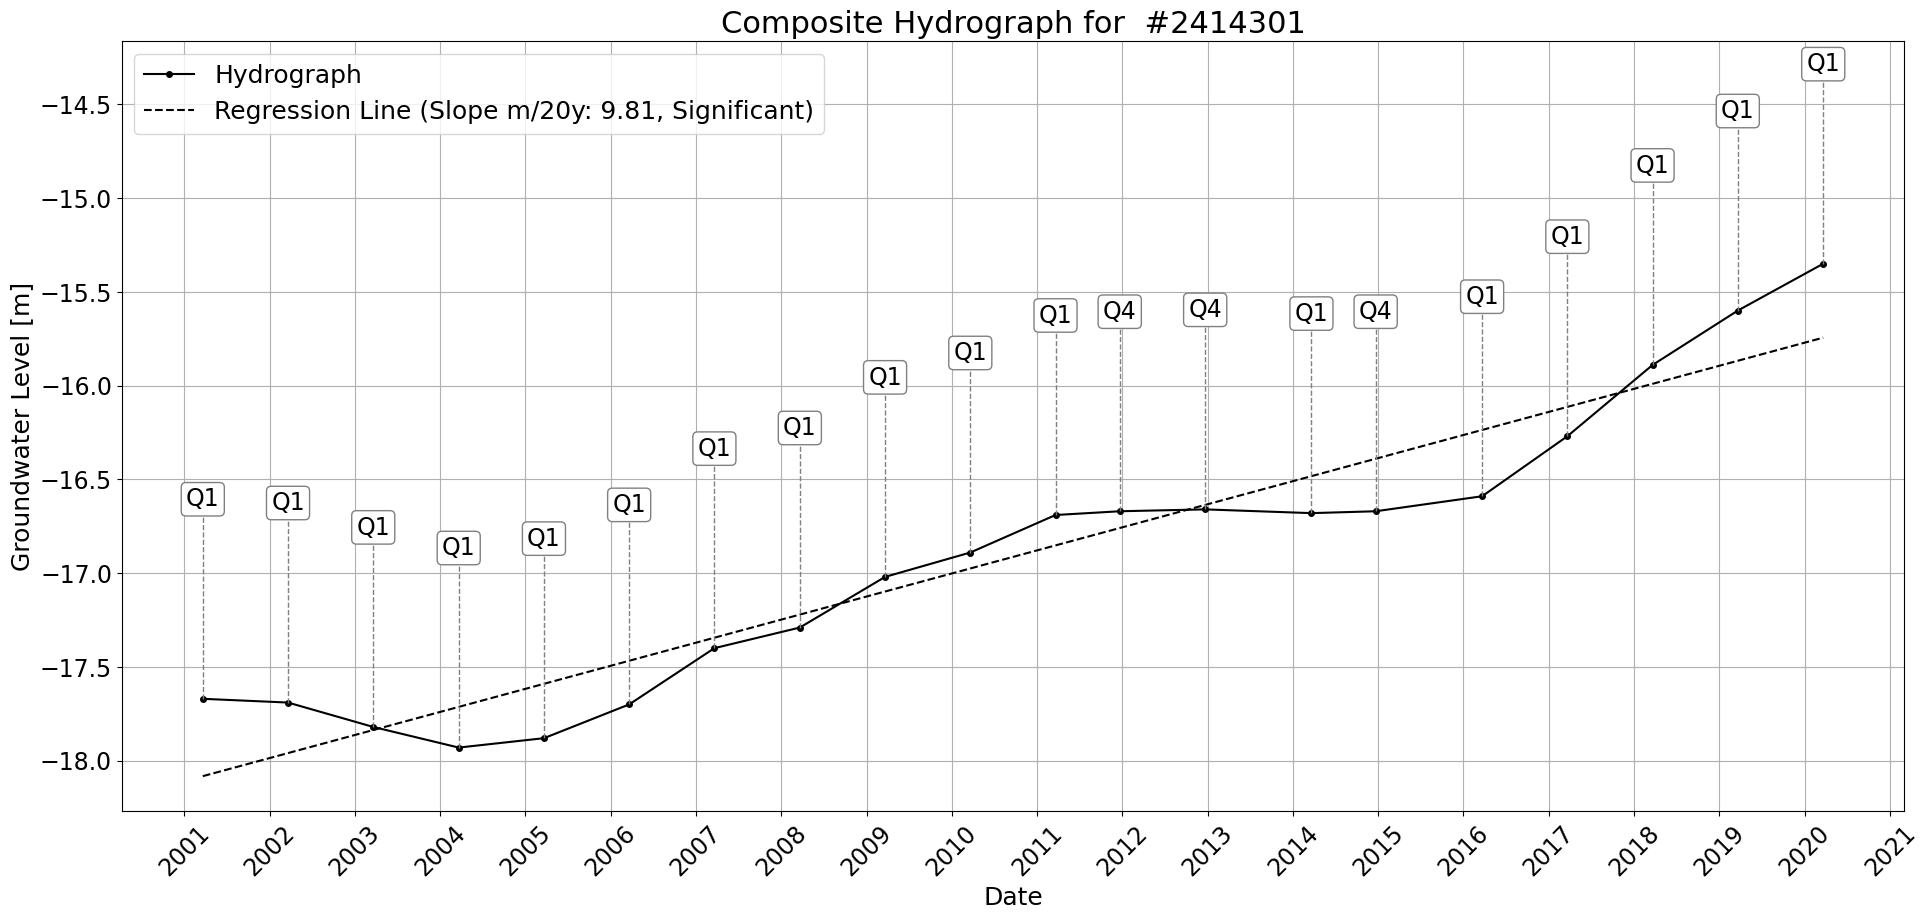 Composite Hydrograph for  #2414301
Hydrograph
Regression Line (Slope m/20y: 9.81, Significant)
Groundwater Level [m]
−14.5
−15.0
−15.5
−16.0
−16.5
−17.0
−17.5
−18.0
Q1
Q1
Q1
Q1
Q1
Q1
Q1
Q1
Q1
Q1
Q1
Q4
Q4
Q1
Q4
Q1
Q1
Q1
Q1
Q1
2001
2002
2003
2004
2005
2006
2007
2008
2009
2010
2011
2012
2013
2014
2015
2016
2017
2018
2019
2020
2021
Date